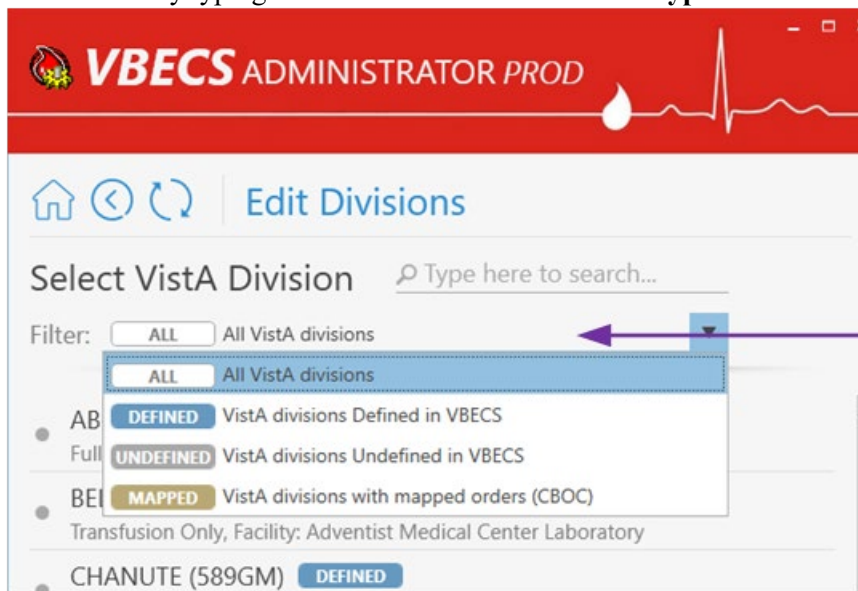 VBECS ADMINISTRATOR PROD
Edit Divisions
Select VistA Division Type here to search...
Filter: ALL All VistA divisions
ALL All VistA divisions
AB DEFINED VistA divisions Defined in VBECS
Full UNDEFINED VistA divisions Undefined in VBECS
MAPPED VistA divisions with mapped orders (CBOC)
Transfusion Only, Facility: Adventist Medical Center Laboratory
CHANUTE (589GM) DEFINED